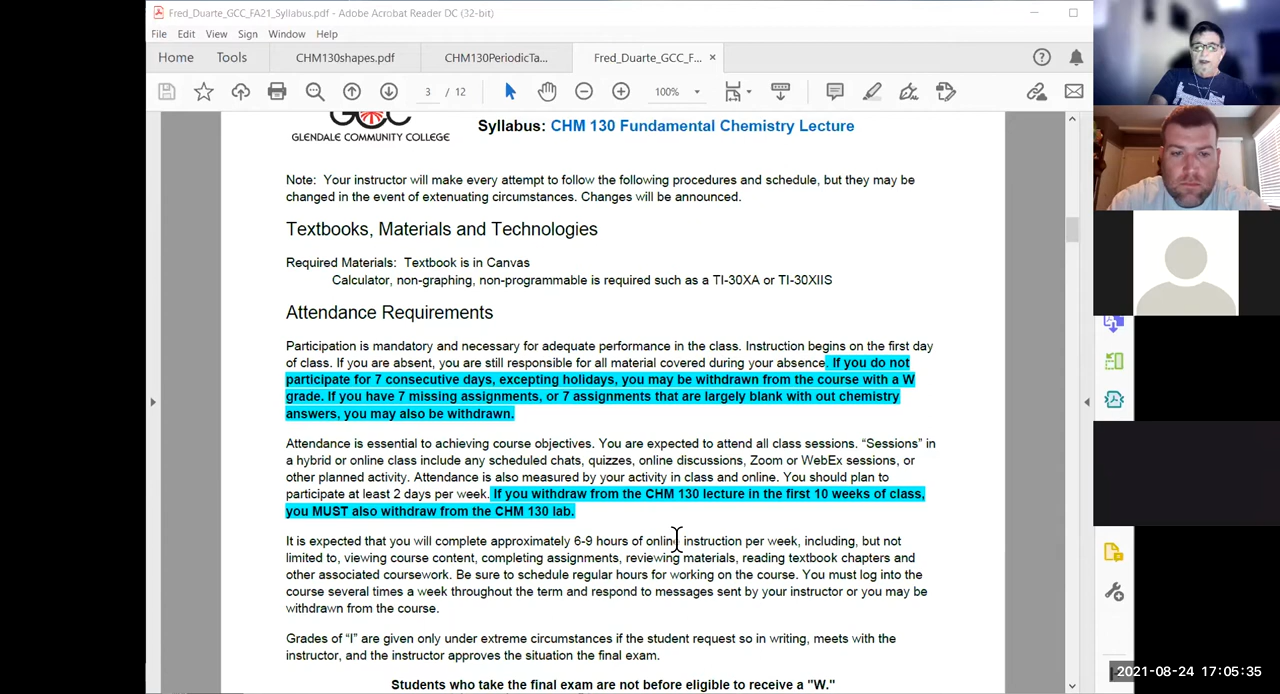 Fred_Duarte_GCC_FA21_Syllabus.pdf - Adobe Acrobat Reader DC (32-bit)
File Edit View Sign Window Help
Home Tools CHM130shapes.pdf CHM130PeriodicTa... Fred_Duarte_GCC_F... ×
3 / 12 100%
GLENDALE COMMUNITY COLLEGE
Syllabus: CHM 130 Fundamental Chemistry Lecture
Note: Your instructor will make every attempt to follow the following procedures and schedule, but they may be
changed in the event of extenuating circumstances. Changes will be announced.
Textbooks, Materials and Technologies
Required Materials: Textbook is in Canvas
Calculator, non-graphing, non-programmable is required such as a TI-30XA or TI-30XIIS
Attendance Requirements
Participation is mandatory and necessary for adequate performance in the class. Instruction begins on the first day
of class. If you are absent, you are still responsible for all material covered during your absence. If you do not
participate for 7 consecutive days, excepting holidays, you may be withdrawn from the course with a W
grade. If you have 7 missing assignments, or 7 assignments that are largely blank with out chemistry
answers, you may also be withdrawn.
Attendance is essential to achieving course objectives. You are expected to attend all class sessions. “Sessions” in
a hybrid or online class include any scheduled chats, quizzes, online discussions, Zoom or WebEx sessions, or
other planned activity. Attendance is also measured by your activity in class and online. You should plan to
participate at least 2 days per week. If you withdraw from the CHM 130 lecture in the first 10 weeks of class,
you MUST also withdraw from the CHM 130 lab.
It is expected that you will complete approximately 6-9 hours of online instruction per week, including, but not
limited to, viewing course content, completing assignments, reviewing materials, reading textbook chapters and
other associated coursework. Be sure to schedule regular hours for working on the course. You must log into the
course several times a week throughout the term and respond to messages sent by your instructor or you may be
withdrawn from the course.
Grades of “I” are given only under extreme circumstances if the student request so in writing, meets with the
instructor, and the instructor approves the situation the final exam.
Students who take the final exam are not before eligible to receive a "W."
2021-08-24 17:05:35